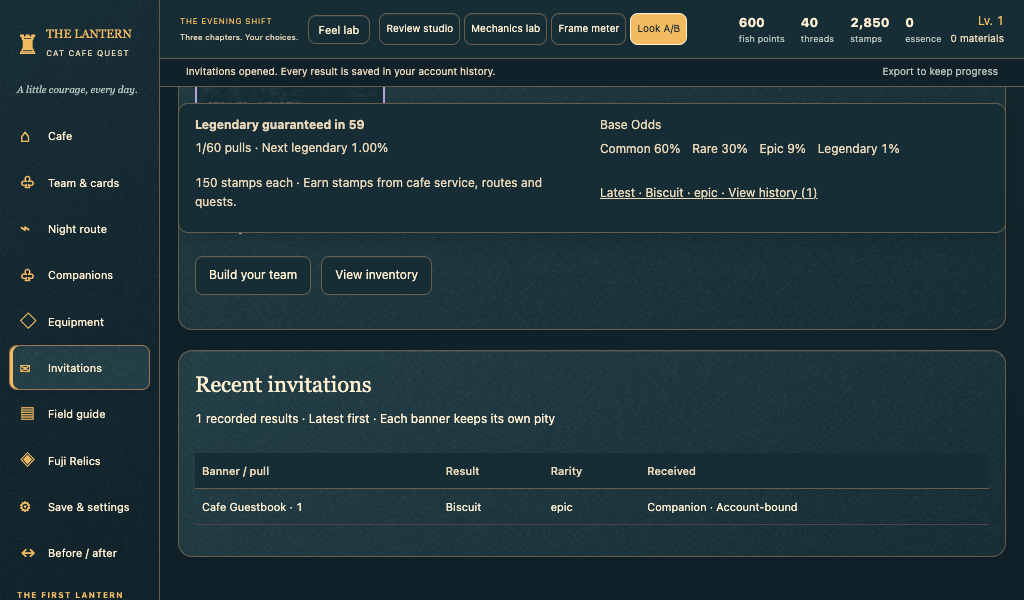 THE LANTERN
CAT CAFE QUEST
A little courage, every day.
Cafe
Team & cards
Night route
Companions
Equipment
Invitations
Field guide
Fuji Relics
Save & settings
Before / after
THE FIRST LANTERN
THE EVENING SHIFT
Three chapters. Your choices.
Feel lab
Review studio
Mechanics lab
Frame meter
Look A/B
600 fish points
40 threads
2,850 stamps
0 essence
Lv. 1
0 materials
Invitations opened. Every result is saved in your account history.
Export to keep progress
Legendary guaranteed in 59
1/60 pulls · Next legendary 1.00%
150 stamps each · Earn stamps from cafe service, routes and
quests.
Base Odds
Common 60% Rare 30% Epic 9% Legendary 1%
Latest · Biscuit · epic · View history (1)
Build your team
View inventory
Recent invitations
1 recorded results · Latest first · Each banner keeps its own pity
Banner / pull Result Rarity Received
Cafe Guestbook · 1 Biscuit epic Companion · Account-bound